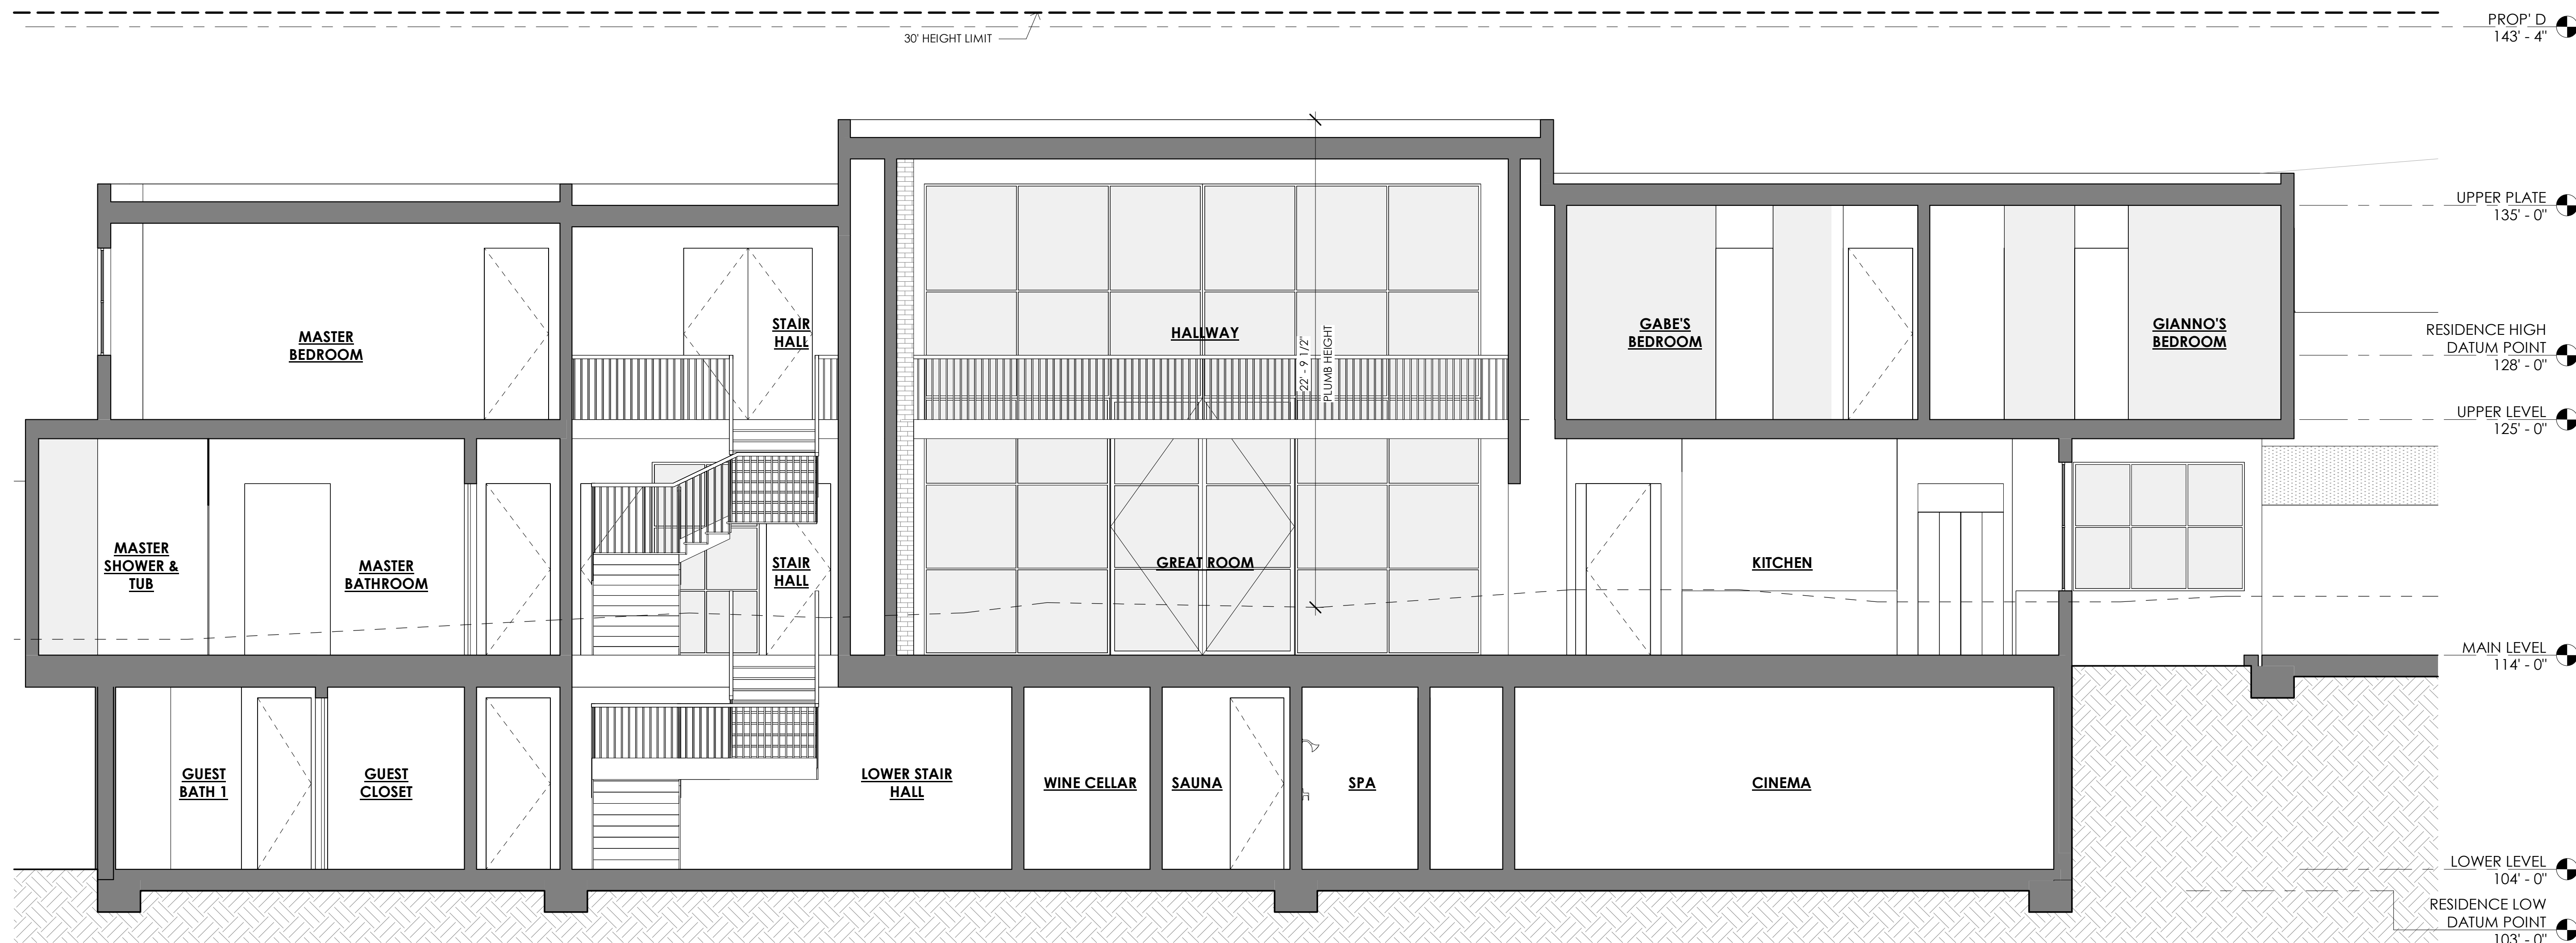 PROP' D
143' - 4"
30' HEIGHT LIMIT
UPPER PLATE
135' - 0"
MASTER
BEDROOM
STAIR
HALL
HALLWAY
22' - 9 1/2"
PLUMB HEIGHT
GABE'S
BEDROOM
GIANNO'S
BEDROOM
RESIDENCE HIGH
DATUM POINT
128' - 0"
UPPER LEVEL
125' - 0"
MASTER
SHOWER &
TUB
MASTER
BATHROOM
STAIR
HALL
GREAT ROOM
KITCHEN
MAIN LEVEL
114' - 0"
GUEST
BATH 1
GUEST
CLOSET
LOWER STAIR
HALL
WINE CELLAR
SAUNA
SPA
CINEMA
LOWER LEVEL
104' - 0"
RESIDENCE LOW
DATUM POINT
103' - 0"